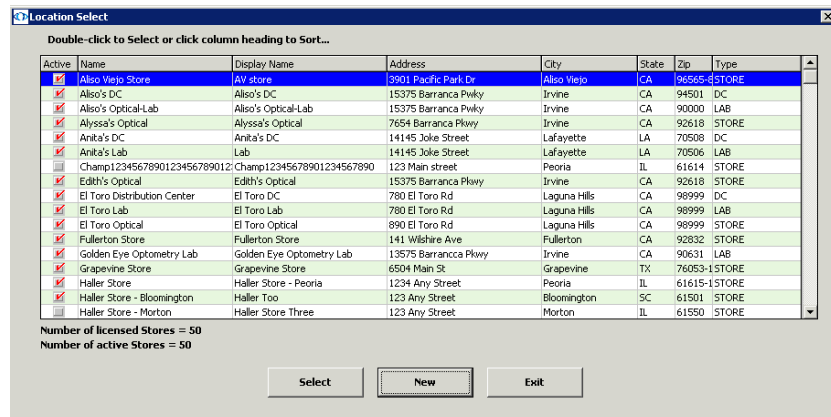 Location Select
Double-click to Select or click column heading to Sort...
Active Name Display Name Address City State Zip Type
Aliso Viejo Store AV store 3901 Pacific Park Dr Aliso Viejo CA 96565-8 STORE
Aliso's DC Aliso's DC 15375 Barranca Pwky Irvine CA 94501 DC
Aliso's Optical-Lab Aliso's Optical-Lab 15375 Barranca Pwky Irvine CA 90000 LAB
Alyssa's Optical Alyssa's Optical 7654 Barranca Pkwy Irvine CA 92618 STORE
Anita's DC Anita's DC 14145 Joke Street Lafayette LA 70508 DC
Anita's Lab Lab 14145 Joke Street Lafayette LA 70506 LAB
Champ1234567890123456789012: Champ12345678901234567890 123 Main street Peoria IL 61614 STORE
Edith's Optical Edith's Optical 15375 Barranca Pkwy Irvine CA 92618 STORE
El Toro Distribution Center El Toro DC 780 El Toro Rd Laguna Hills CA 98999 DC
El Toro Lab El Toro Lab 780 El Toro Rd Laguna Hills CA 98999 LAB
El Toro Optical El Toro Optical 890 El Toro Rd Laguna Hills CA 98999 STORE
Fullerton Store Fullerton Store 141 Wilshire Ave Fullerton CA 92832 STORE
Golden Eye Optometry Lab Golden Eye Optometry Lab 13575 Barrancca Pkwy Irvine CA 90631 LAB
Grapevine Store Grapevine Store 6504 Main St Grapevine TX 76053-1 STORE
Haller Store Haller Store - Peoria 1234 Any Street Peoria IL 61615-1 STORE
Haller Store - Bloomington Haller Too 123 Any Street Bloomington SC 61501 STORE
Haller Store - Morton Haller Store Three 123 Any Street Morton IL 61550 STORE
Number of licensed Stores = 50
Number of active Stores = 50
Select New Exit